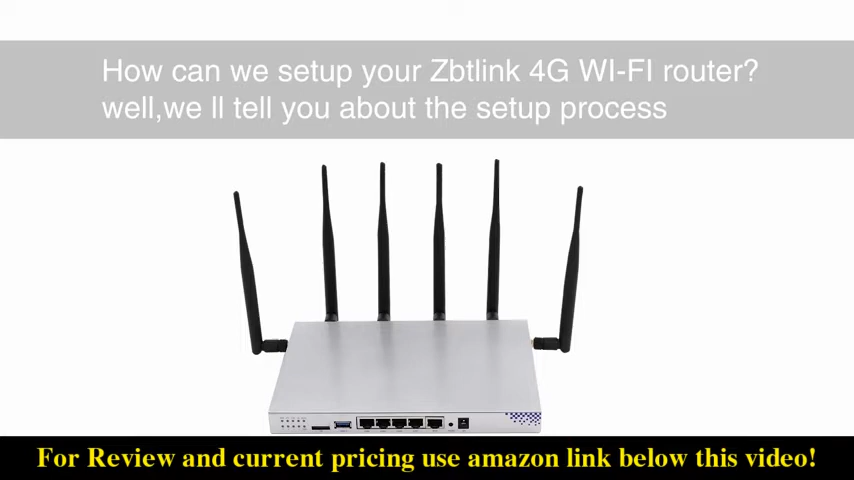 How can we setup your Zbtlink 4G WI-FI router?
well,we ll tell you about the setup process
For Review and current pricing use amazon link below this video!